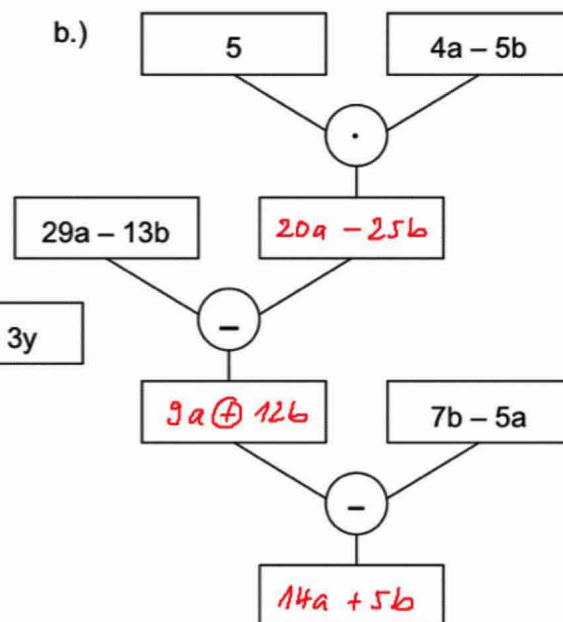 b.)
5
4a – 5b
·
29a – 13b
20a – 25b
–
3y
9a + 12b
7b – 5a
–
14a + 5b